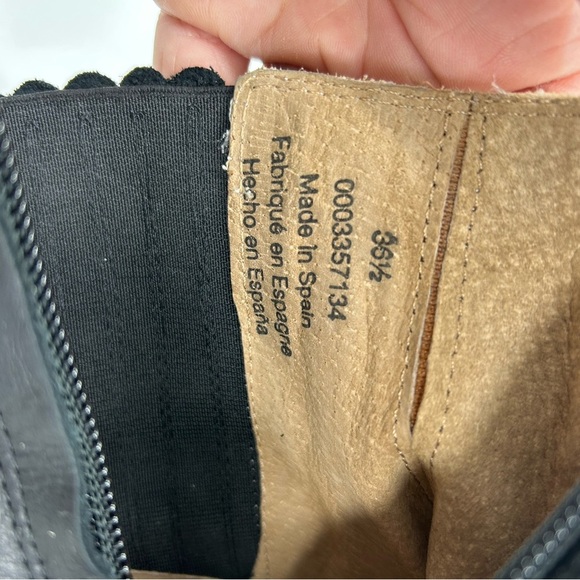 36½
0003357134
Made in Spain
Fabriqué en Espagne
Hecho en España